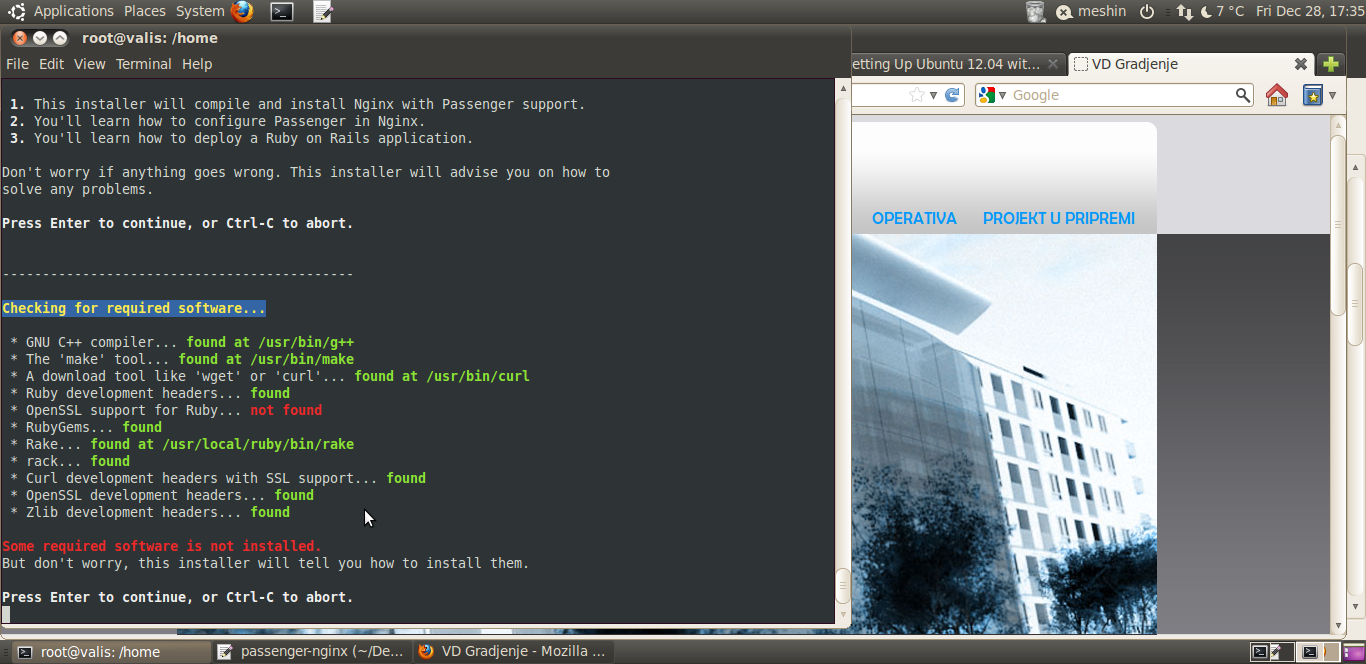 Applications Places System meshin 7 °C Fri Dec 28, 17:35
root@valis: /home
File Edit View Terminal Help
etting Up Ubuntu 12.04 wit...
VD Gradjenje
Google
1. This installer will compile and install Nginx with Passenger support.
2. You'll learn how to configure Passenger in Nginx.
3. You'll learn how to deploy a Ruby on Rails application.
Don't worry if anything goes wrong. This installer will advise you on how to
solve any problems.
Press Enter to continue, or Ctrl-C to abort.
--------------------------------------------
Checking for required software...
* GNU C++ compiler... found at /usr/bin/g++
* The 'make' tool... found at /usr/bin/make
* A download tool like 'wget' or 'curl'... found at /usr/bin/curl
* Ruby development headers... found
* OpenSSL support for Ruby... not found
* RubyGems... found
* Rake... found at /usr/local/ruby/bin/rake
* rack... found
* Curl development headers with SSL support... found
* OpenSSL development headers... found
* Zlib development headers... found
Some required software is not installed.
But don't worry, this installer will tell you how to install them.
Press Enter to continue, or Ctrl-C to abort.
OPERATIVA PROJEKT U PRIPREMI
root@valis: /home
passenger-nginx (~/De...
VD Gradjenje - Mozilla ...